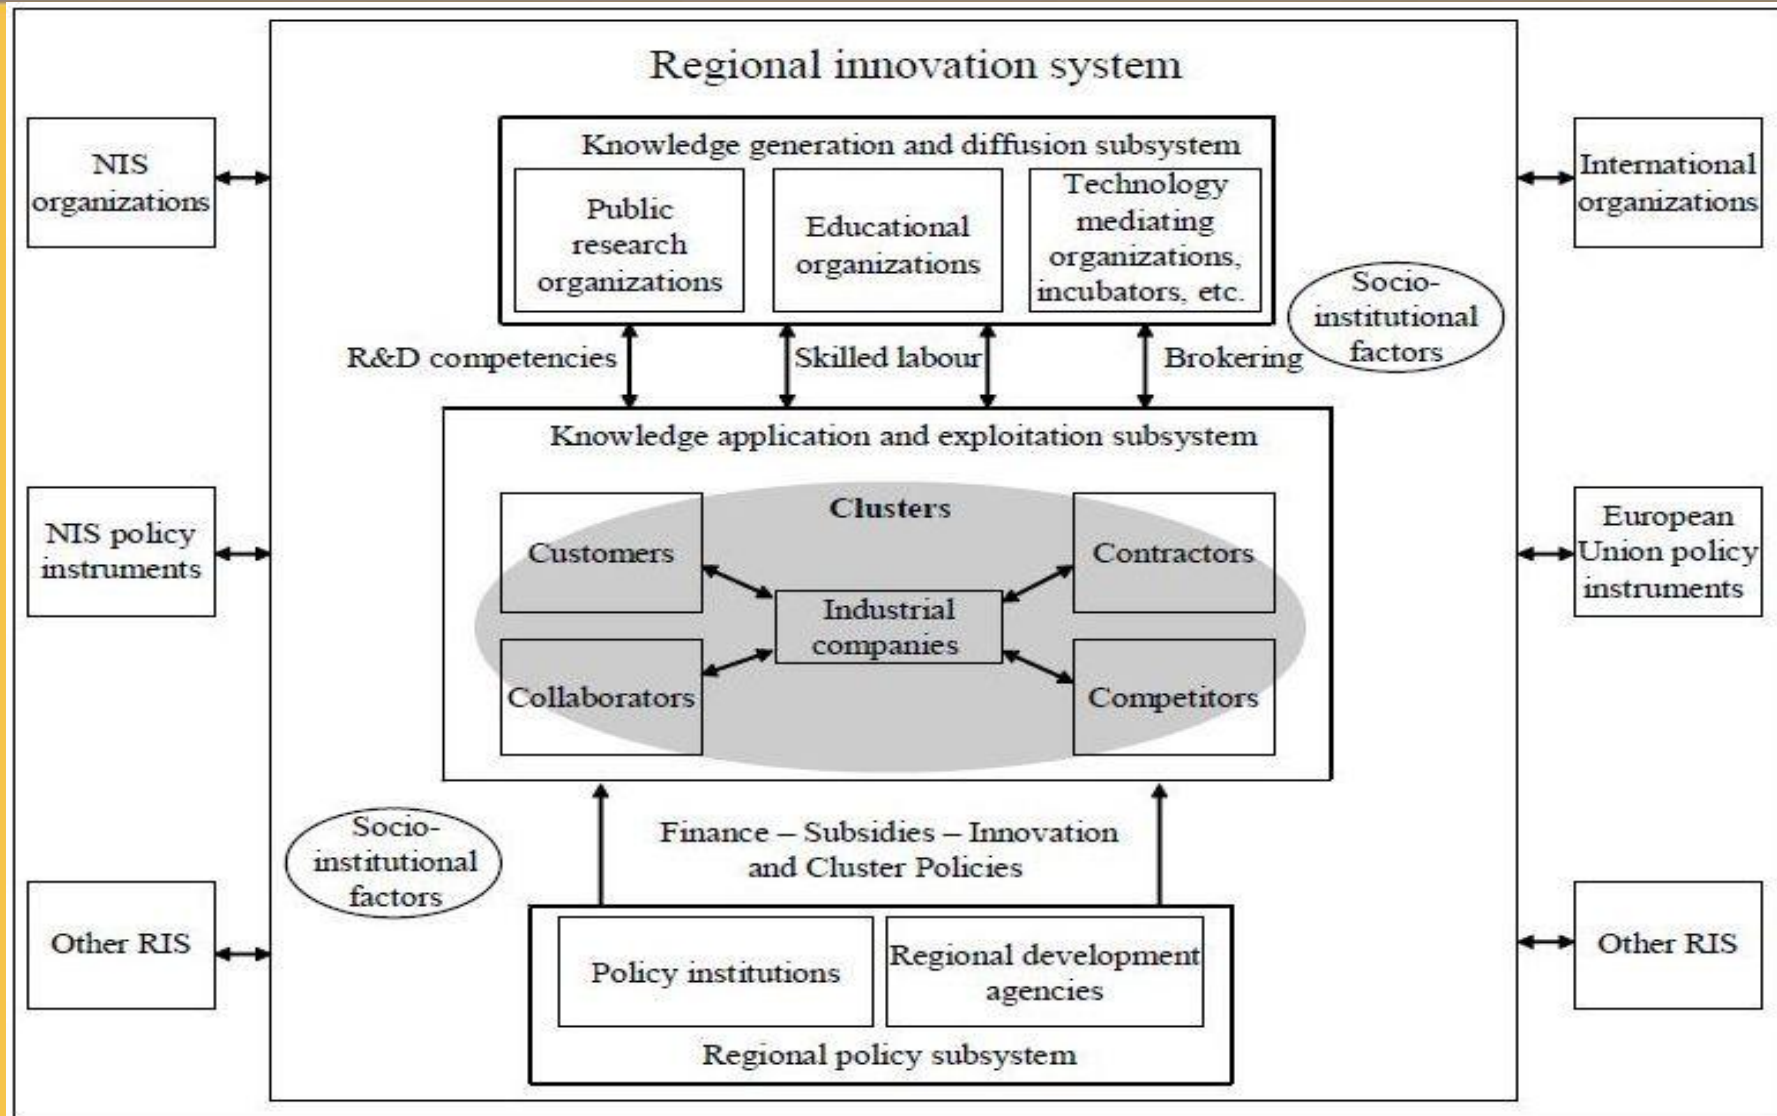 Regional innovation system
NIS
organizations
NIS policy
instruments
Other RIS
Knowledge generation and diffusion subsystem
Public
research
organizations
Educational
organizations
Technology
mediating
organizations,
incubators, etc.
Socio-
institutional
factors
R&D competencies
Skilled labour
Brokering
Knowledge application and exploitation subsystem
Clusters
Customers
Contractors
Industrial
companies
Collaborators
Competitors
Socio-
institutional
factors
Finance – Subsidies – Innovation
and Cluster Policies
Policy institutions
Regional development
agencies
Regional policy subsystem
International
organizations
European
Union policy
instruments
Other RIS